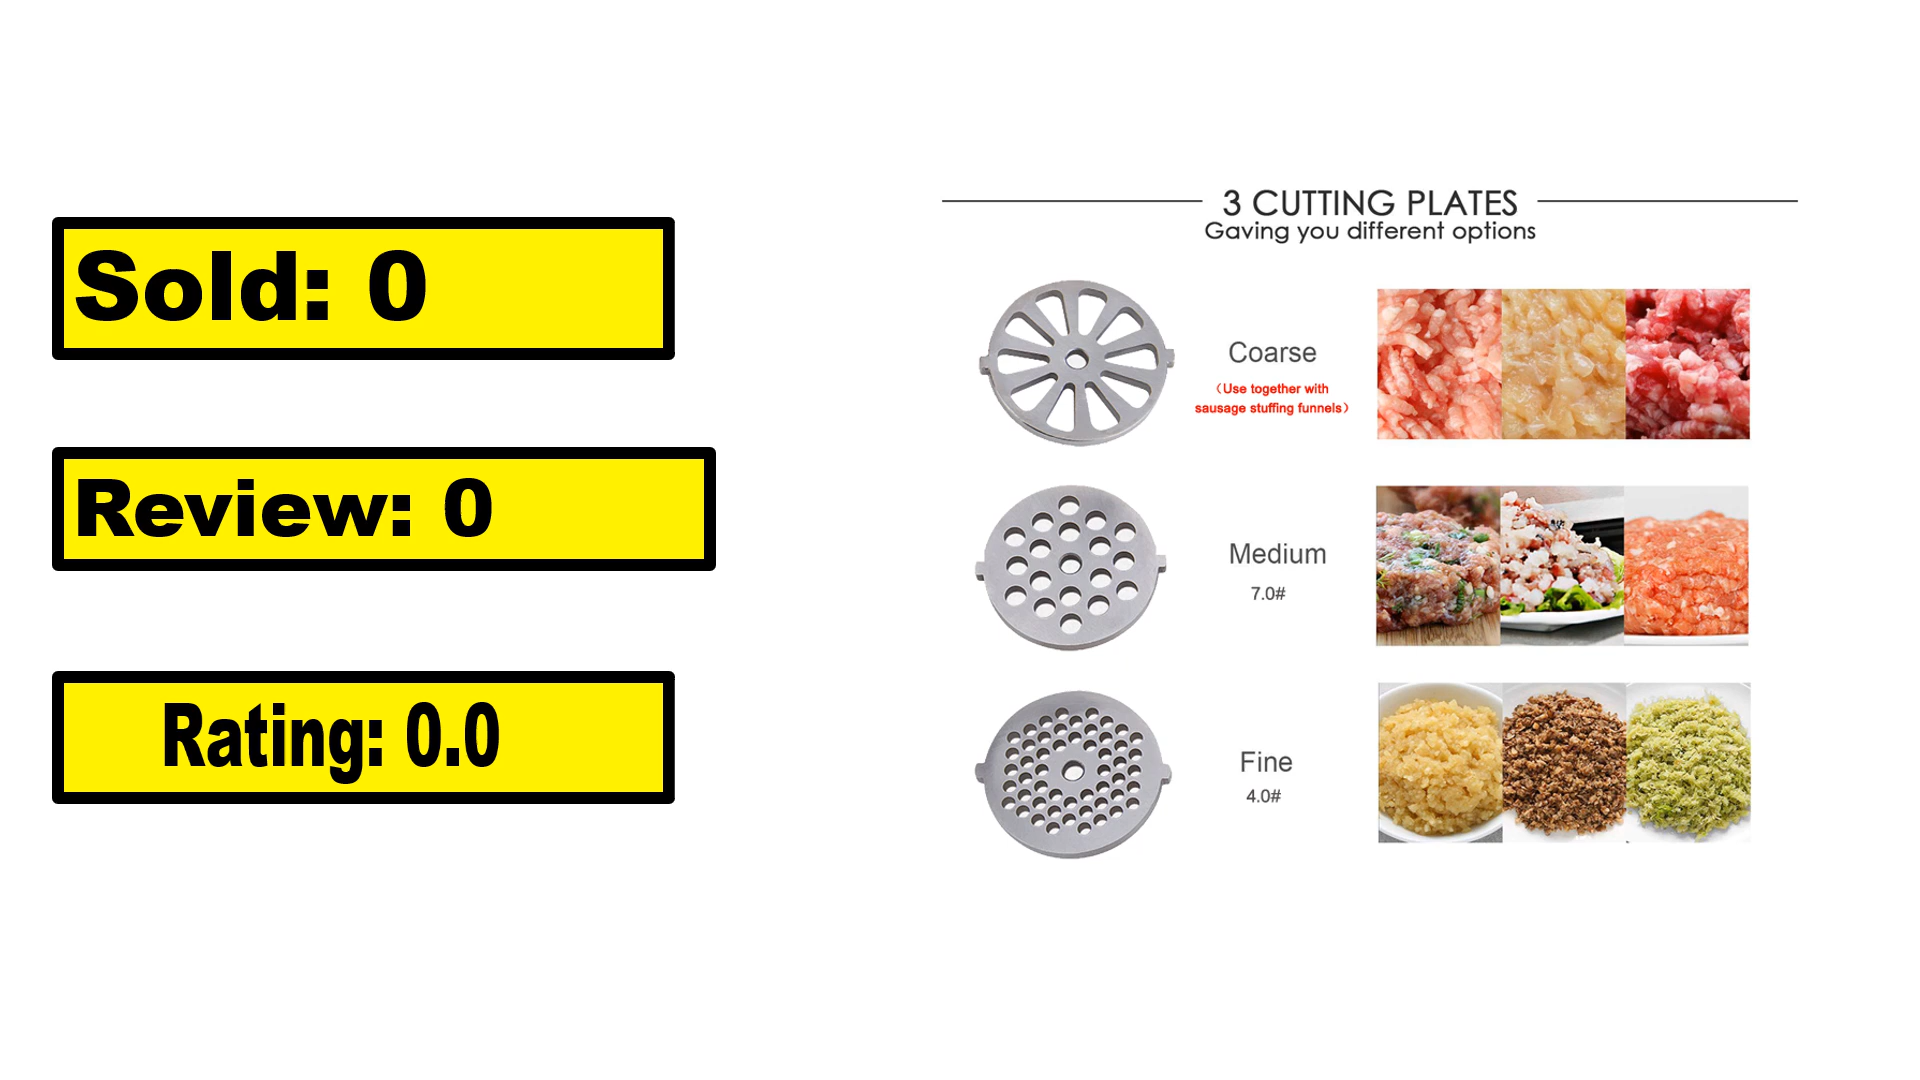 Sold: 0
Review: 0
Rating: 0.0
3 CUTTING PLATES
Gaving you different options
Coarse
（Use together with
sausage stuffing funnels）
Medium
7.0#
Fine
4.0#